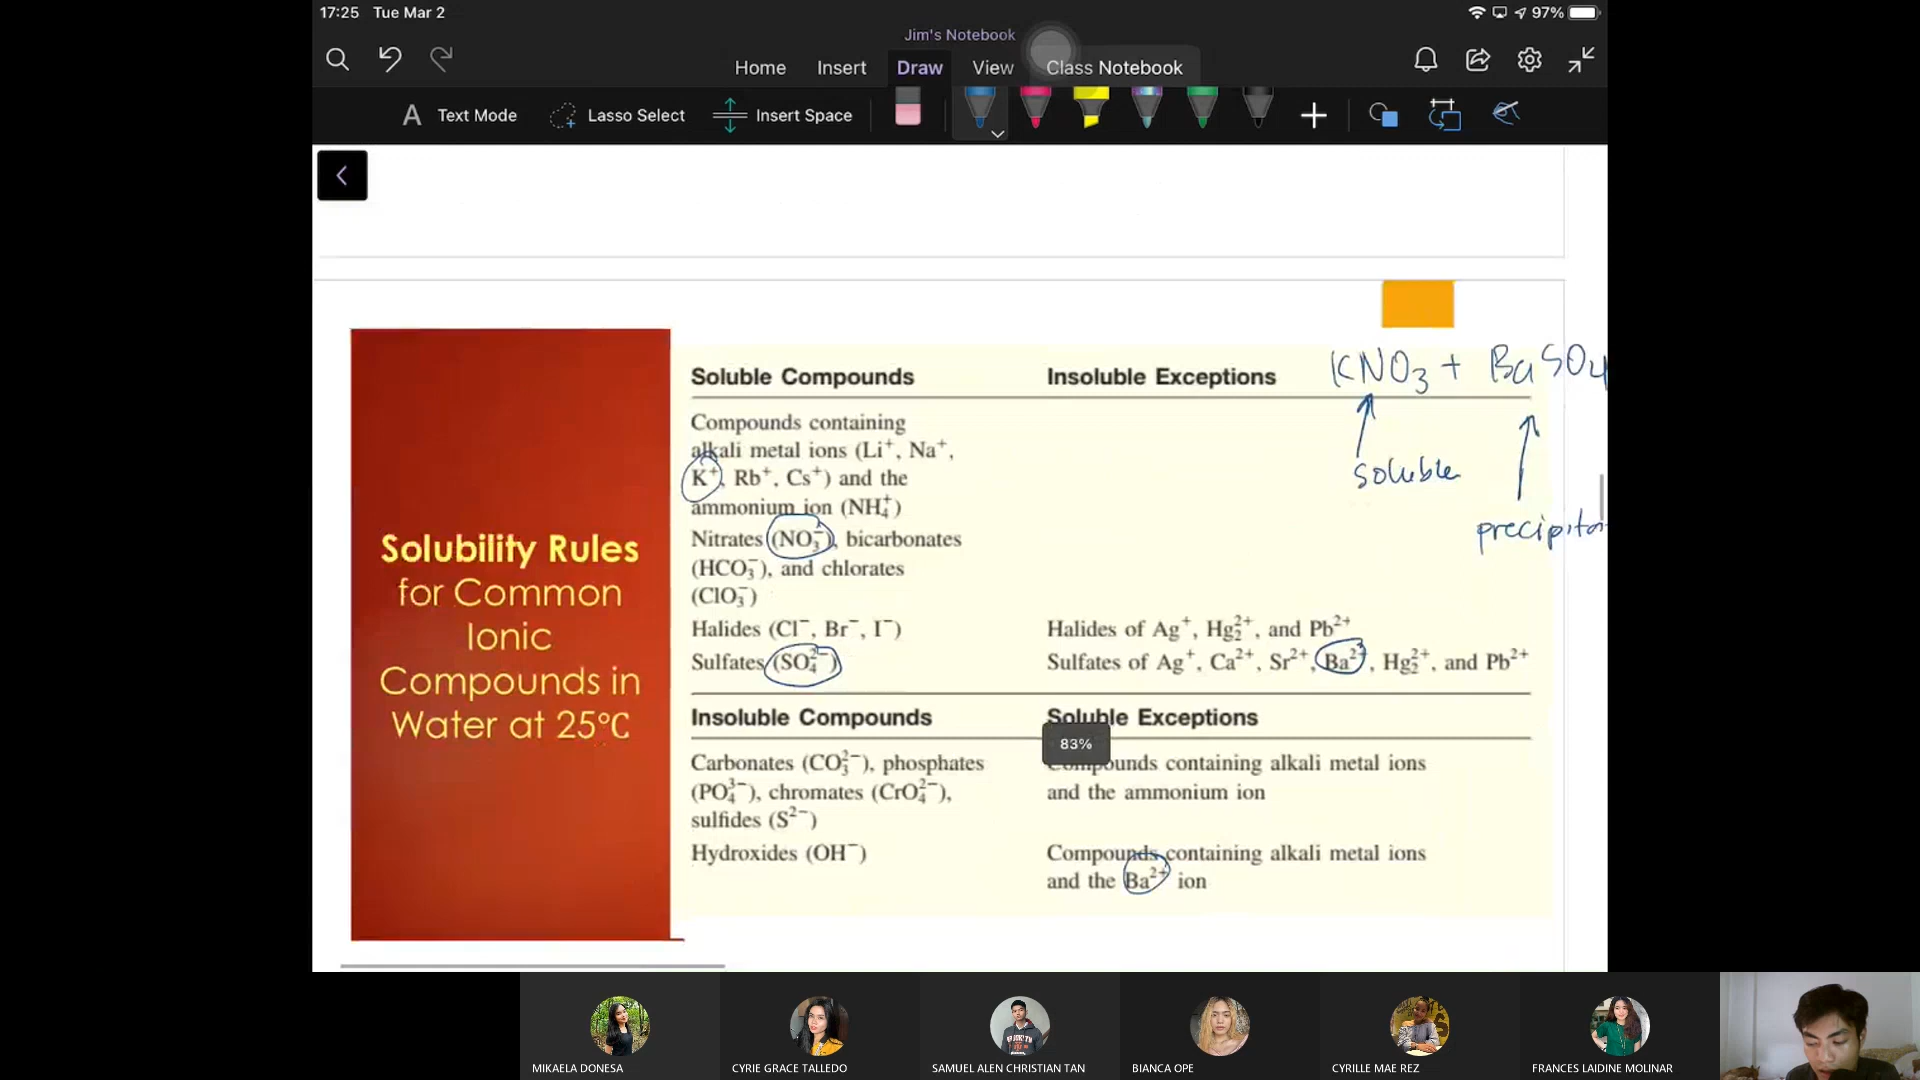 17:25 Tue Mar 2
97%
Jim's Notebook
Home Insert Draw View Class Notebook
A Text Mode Lasso Select Insert Space
Solubility Rules
for Common
Ionic
Compounds in
Water at 25°C
Soluble Compounds Insoluble Exceptions
KNO₃ + BaSO₄
soluble
Compounds containing
alkali metal ions (Li⁺, Na⁺,
K⁺, Rb⁺, Cs⁺) and the
ammonium ion (NH₄⁺)
Nitrates (NO₃⁻), bicarbonates
(HCO₃⁻), and chlorates
(ClO₃⁻)
Halides (Cl⁻, Br⁻, I⁻) Halides of Ag⁺, Hg₂²⁺, and Pb²⁺
Sulfates (SO₄²⁻) Sulfates of Ag⁺, Ca²⁺, Sr²⁺, Ba²⁺, Hg₂²⁺, and Pb²⁺
Insoluble Compounds Soluble Exceptions
83%
Carbonates (CO₃²⁻), phosphates Compounds containing alkali metal ions
(PO₄³⁻), chromates (CrO₄²⁻), and the ammonium ion
sulfides (S²⁻)
Hydroxides (OH⁻) Compounds containing alkali metal ions
and the Ba²⁺ ion
MIKAELA DONESA CYRIE GRACE TALLEDO SAMUEL ALEN CHRISTIAN TAN BIANCA OPE CYRILLE MAE REZ FRANCES LAIDINE MOLINAR